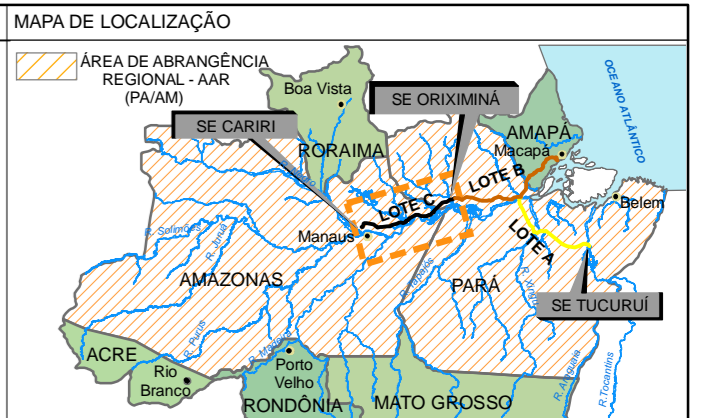 MAPA DE LOCALIZAÇÃO
ÁREA DE ABRANGÊNCIA
REGIONAL - AAR
(PA/AM)
Boa Vista
SE ORIXIMINÁ
SE CARIRI
OCEANO ATLÂNTICO
AMAPÁ
Macapá
RORAIMA
LOTE B
Belem
LOTE C
R. Solimões
R. Juruá
Manaus
LOTE A
AMAZONAS
R. Tapajós
PARÁ
R. Xingu
SE TUCURUÍ
R. Purus
R. Madeira
ACRE
Rio
Branco
Porto
Velho
R. Araguaia
R. Tocantins
RONDÔNIA
MATO GROSSO